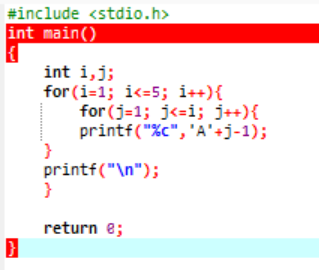 #include <stdio.h>
int main()
{
int i,j;
for(i=1; i<=5; i++){
for(j=1; j<=i; j++){
printf("%c",'A'+j-1);
}
printf("\n");
}
return 0;
}